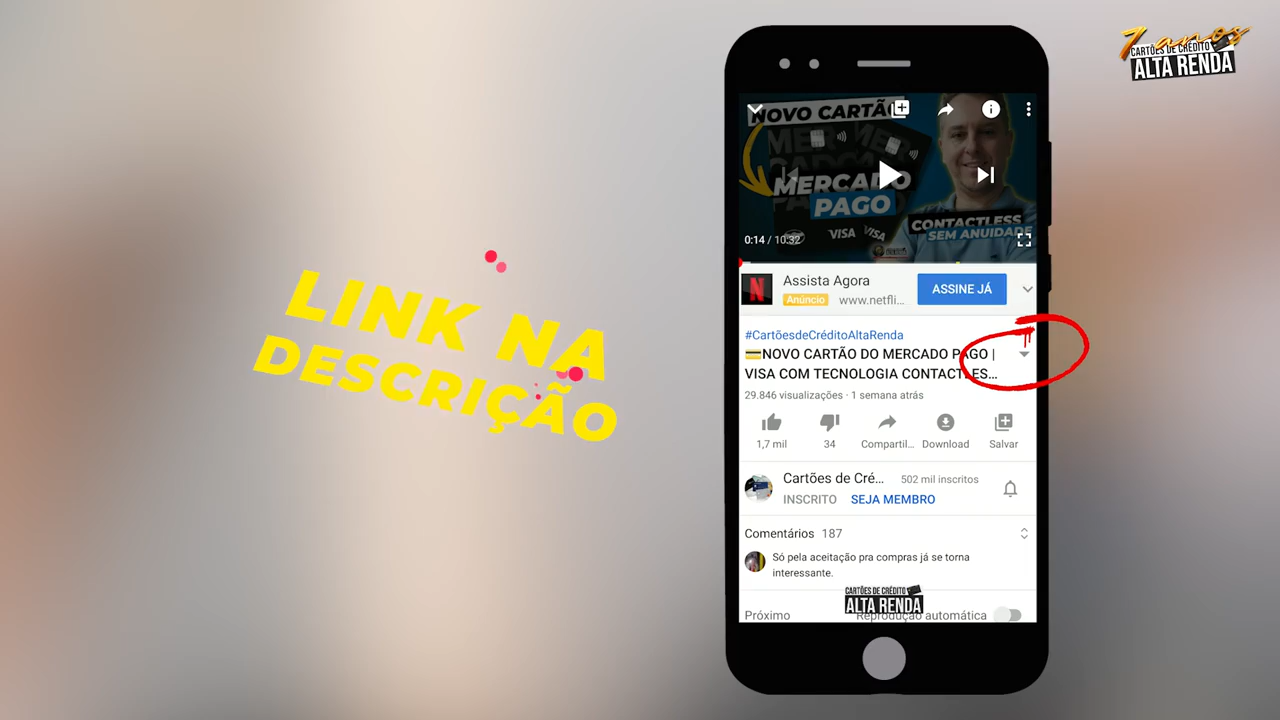 7 anos
CARTÕES DE CRÉDITO
ALTA RENDA
LINK NA
DESCRIÇÃO
NOVO CARTÃO
MERCADO
PAGO
CONTACTLESS
SEM ANUIDADE
VISA VISA
0:14 / 10:32
Assista Agora
Anúncio www.netfli...
ASSINE JÁ
#CartõesdeCréditoAltaRenda
NOVO CARTÃO DO MERCADO PAGO |
VISA COM TECNOLOGIA CONTACTLES...
29.846 visualizações · 1 semana atrás
1,7 mil 34 Compartil... Download Salvar
Cartões de Cré... 502 mil inscritos
INSCRITO SEJA MEMBRO
Comentários 187
Só pela aceitação pra compras já se torna
interessante.
CARTÕES DE CRÉDITO
ALTA RENDA
Próximo Reprodução automática